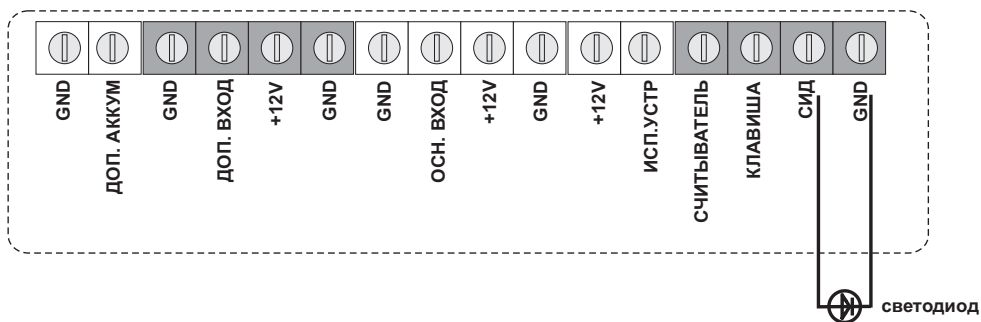 GND
ДОП. АККУМ
GND
ДОП. ВХОД
+12V
GND
GND
ОСН. ВХОД
+12V
GND
+12V
ИСП.УСТР
СЧИТЫВАТЕЛЬ
КЛАВИША
СИД
GND
светодиод